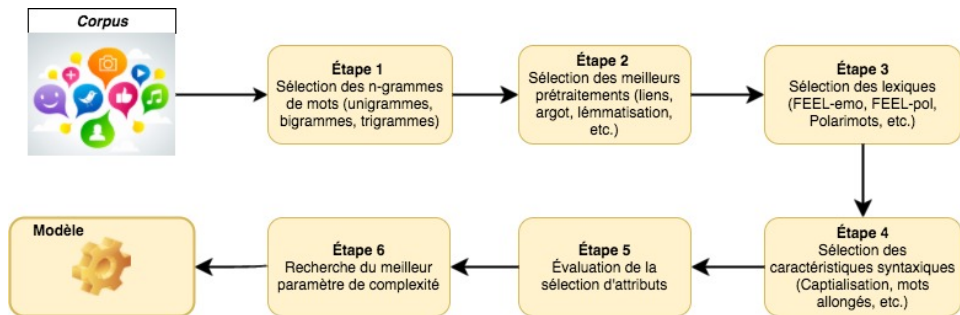 Corpus
Étape 1
Sélection des n-grammes
de mots (unigrammes,
bigrammes, trigrammes)
Étape 2
Sélection des meilleurs
prétraitements (liens,
argot, lémmatisation,
etc.)
Étape 3
Sélection des lexiques
(FEEL-emo, FEEL-pol,
Polarimots, etc.)
Étape 4
Sélection des
caractéristiques syntaxiques
(Captialisation, mots
allongés, etc.)
Étape 5
Évaluation de la
sélection d'attributs
Étape 6
Recherche du meilleur
paramètre de complexité
Modèle